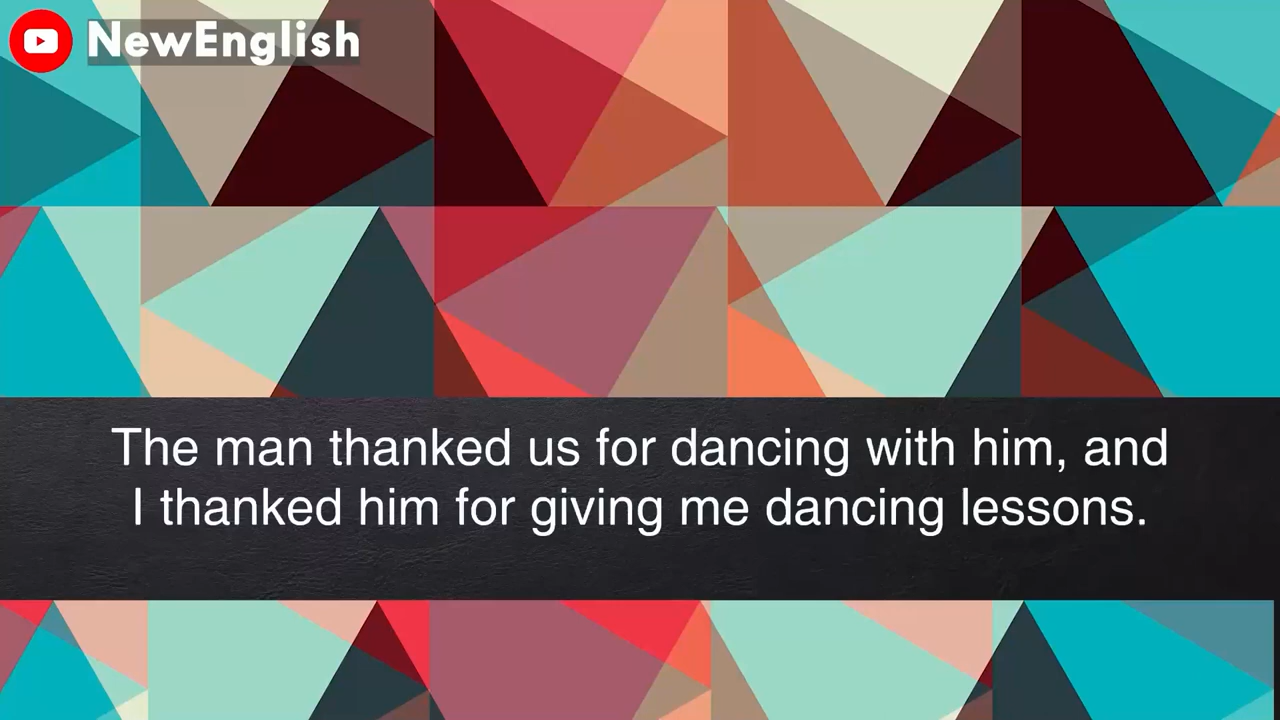 NewEnglish
The man thanked us for dancing with him, and
I thanked him for giving me dancing lessons.